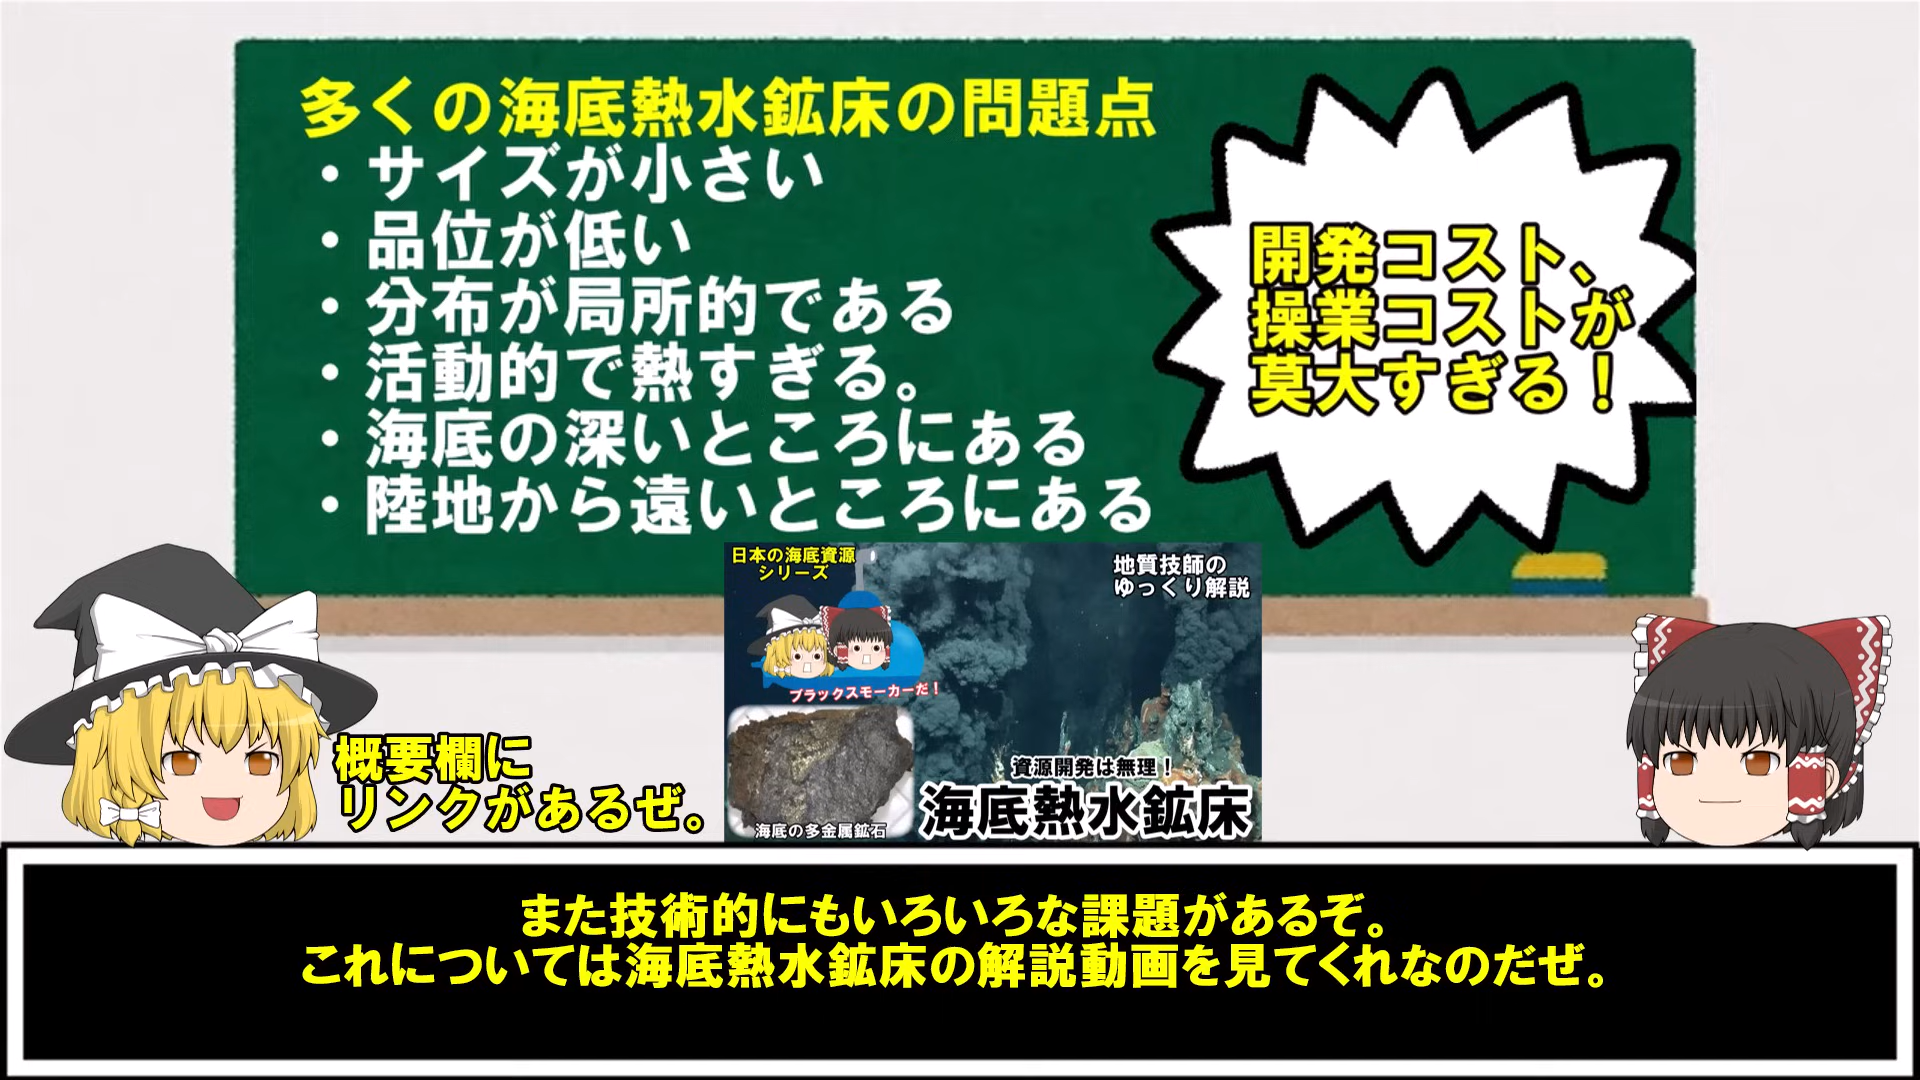 多くの海底熱水鉱床の問題点
・サイズが小さい
・品位が低い
・分布が局所的である
・活動的で熱すぎる。
・海底の深いところにある
・陸地から遠いところにある
開発コスト、
操業コストが
莫大すぎる！
日本の海底資源
シリーズ
地質技師の
ゆっくり解説
ブラックスモーカーだ！
海底の多金属鉱石
資源開発は無理！
海底熱水鉱床
概要欄に
リンクがあるぜ。
また技術的にもいろいろな課題があるぞ。
これについては海底熱水鉱床の解説動画を見てくれなのだぜ。